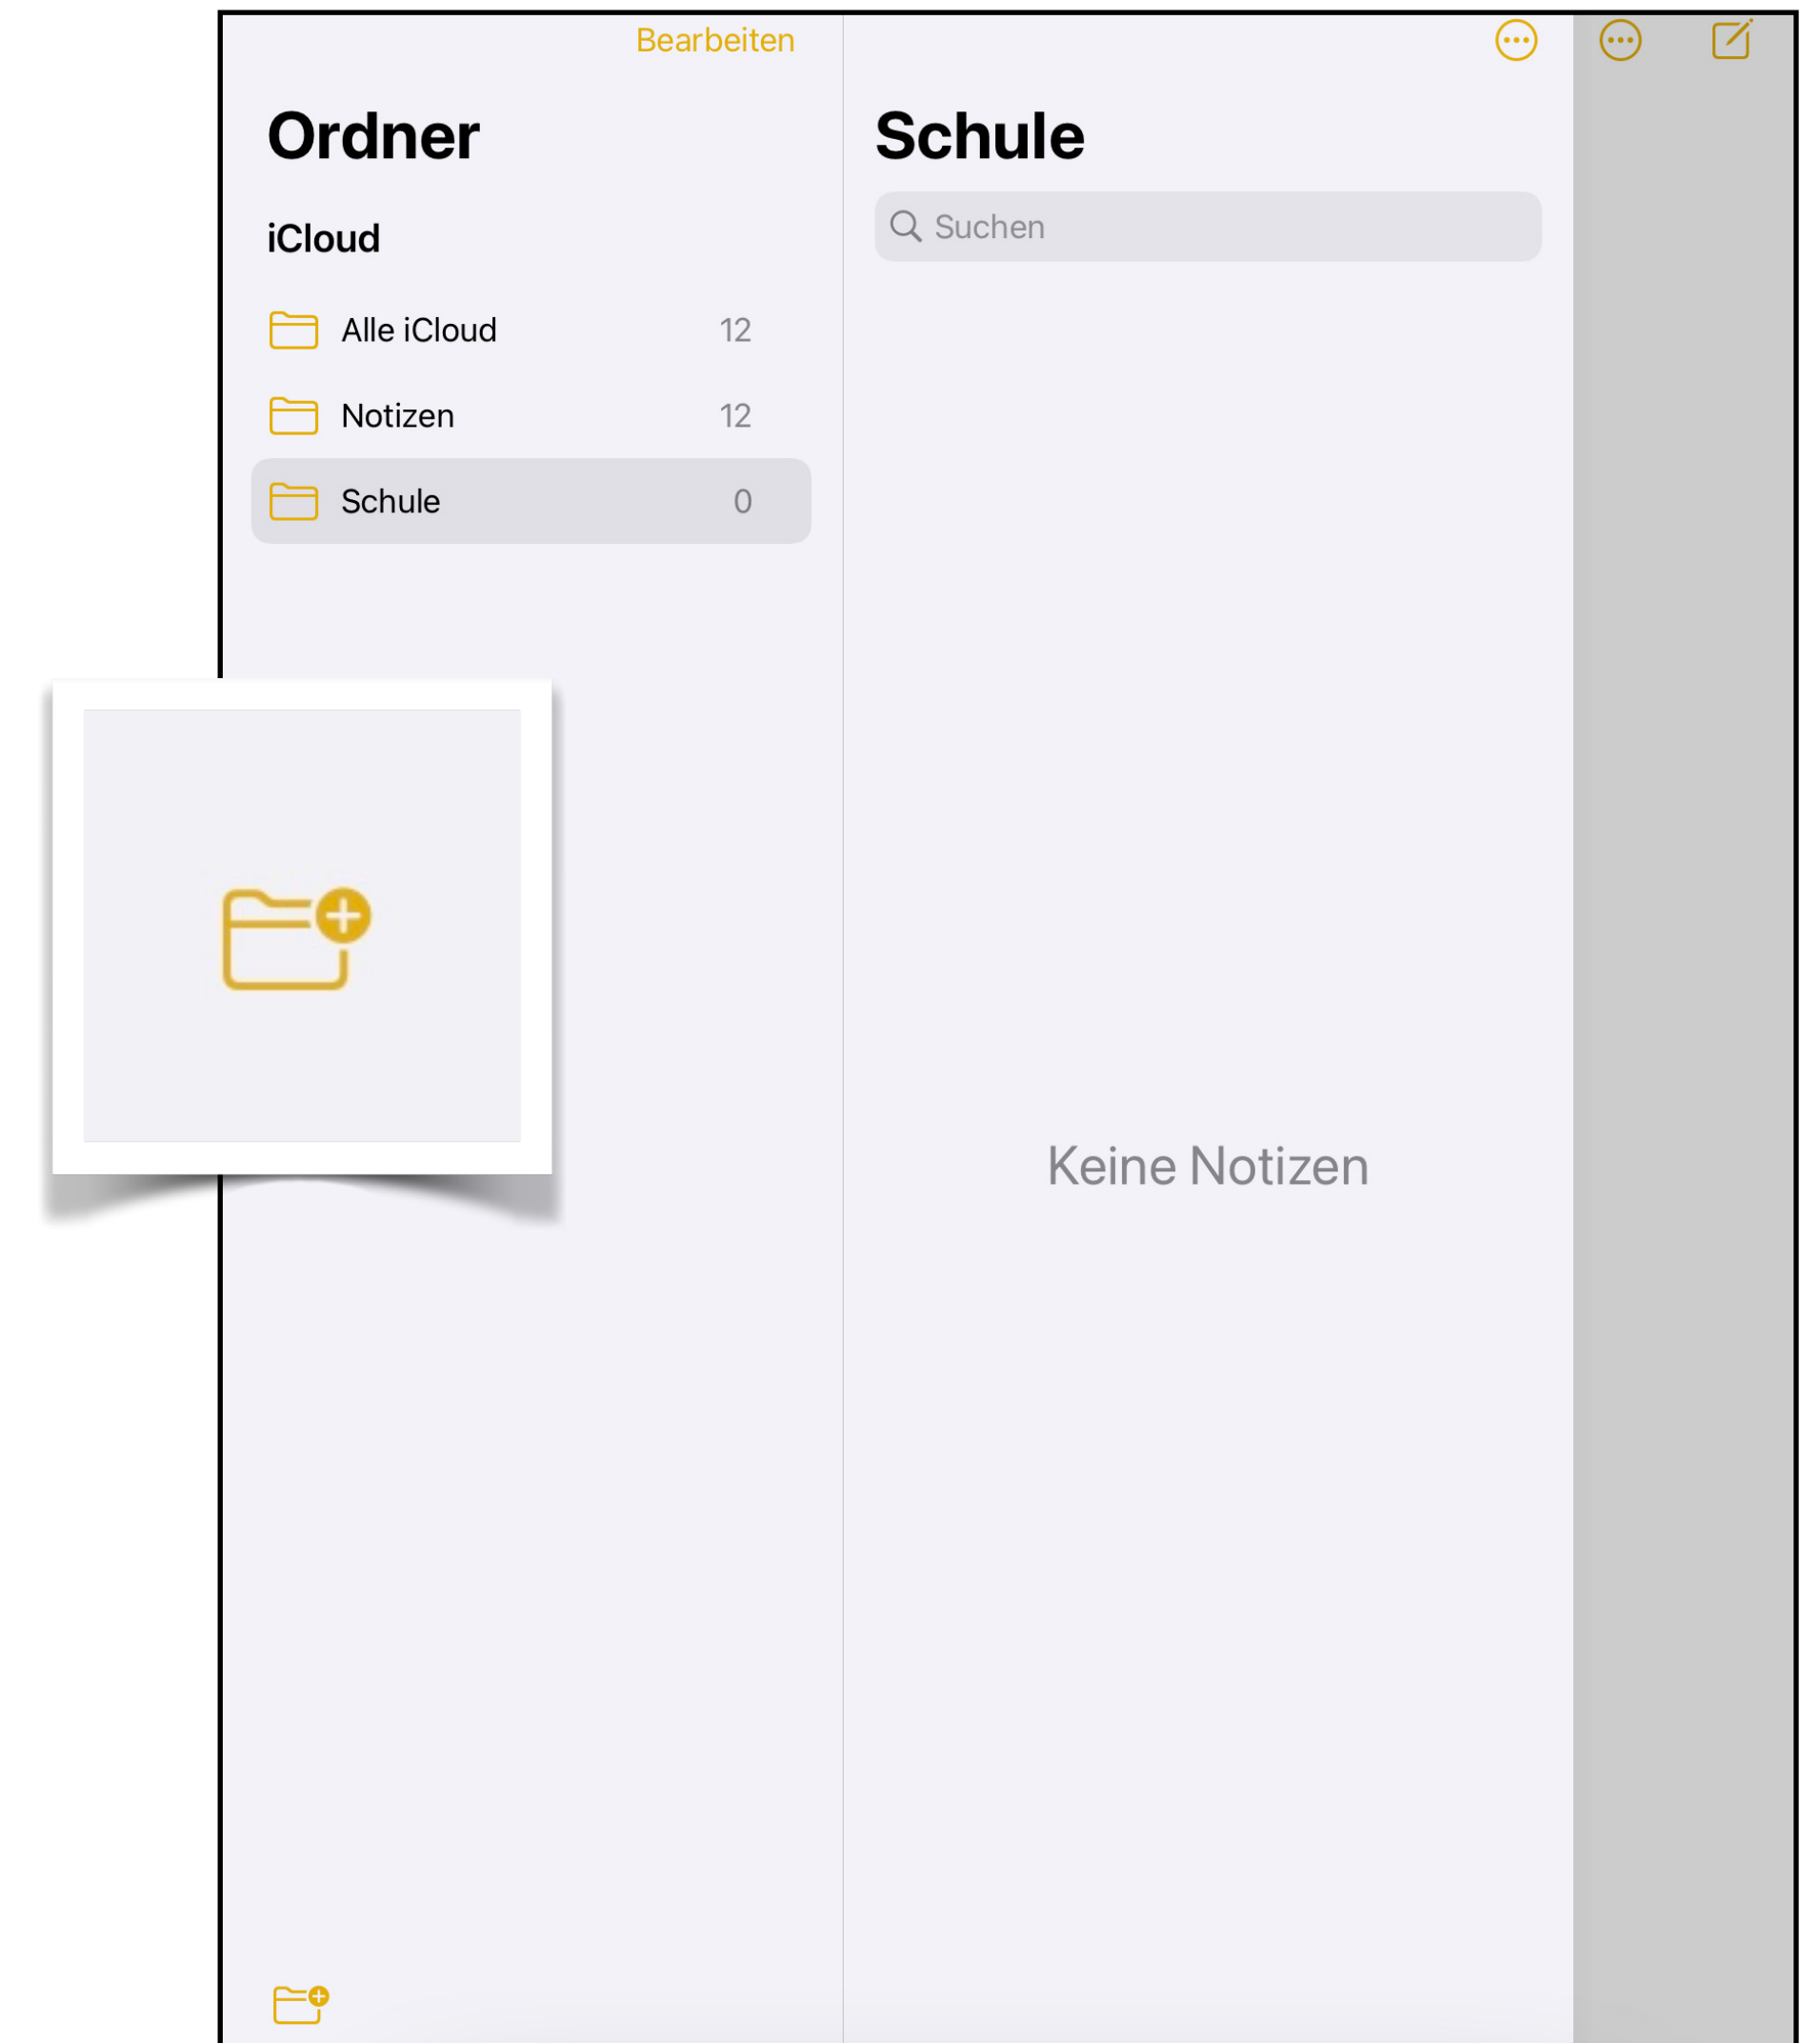 Bearbeiten
Ordner
iCloud
Alle iCloud 12
Notizen 12
Schule 0
Schule
Suchen
Keine Notizen